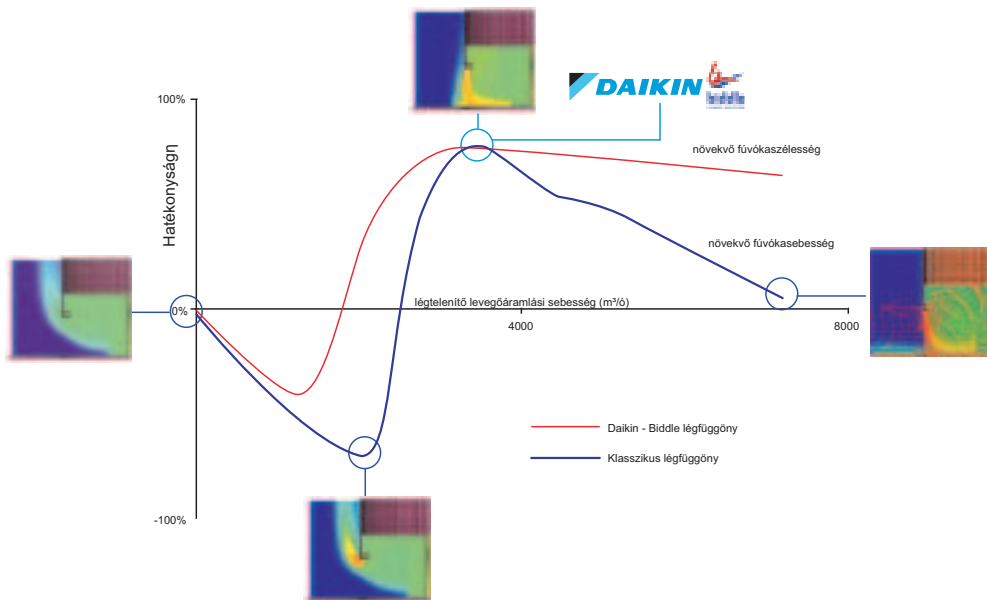 DAIKIN
biddle
100%
Hatékonyságn
növekvő fúvókaszélesség
növekvő fúvókasebesség
légtelenítő levegőáramlási sebesség (m³/ó)
0%
4000
8000
Daikin - Biddle légfüggöny
Klasszikus légfüggöny
-100%